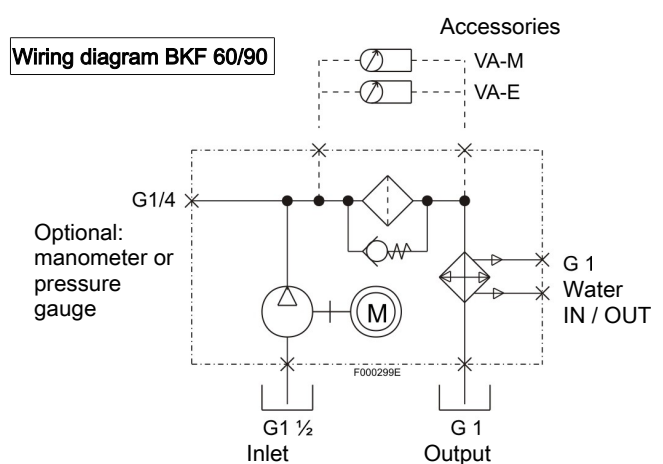 Accessories
Wiring diagram BKF 60/90
VA-M
VA-E
G1/4
Optional:
manometer or
pressure
gauge
M
G 1
Water
IN / OUT
F000299E
G1 ½
Inlet
G 1
Output